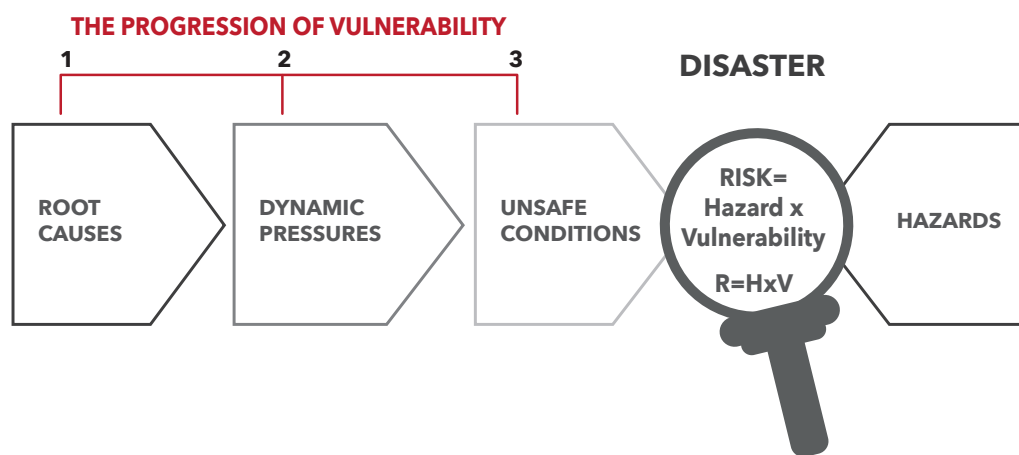 THE PROGRESSION OF VULNERABILITY
1
2
3
DISASTER
ROOT
CAUSES
DYNAMIC
PRESSURES
UNSAFE
CONDITIONS
RISK=
Hazard x
Vulnerability
R=HxV
HAZARDS